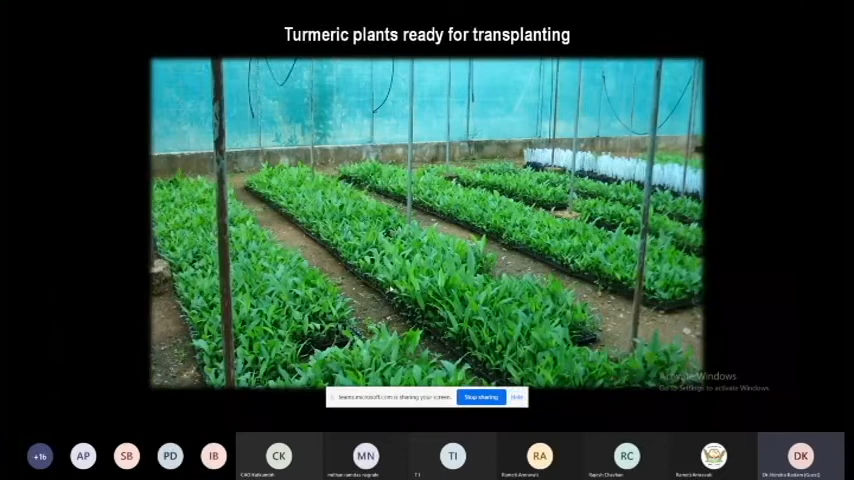 Turmeric plants ready for transplanting
Activate Windows
Go to Settings to activate Windows.
teams.microsoft.com is sharing your screen.
Stop sharing
Hide
+16
AP
SB
PD
IB
CK
MN
TI
RA
RC
DK
T I